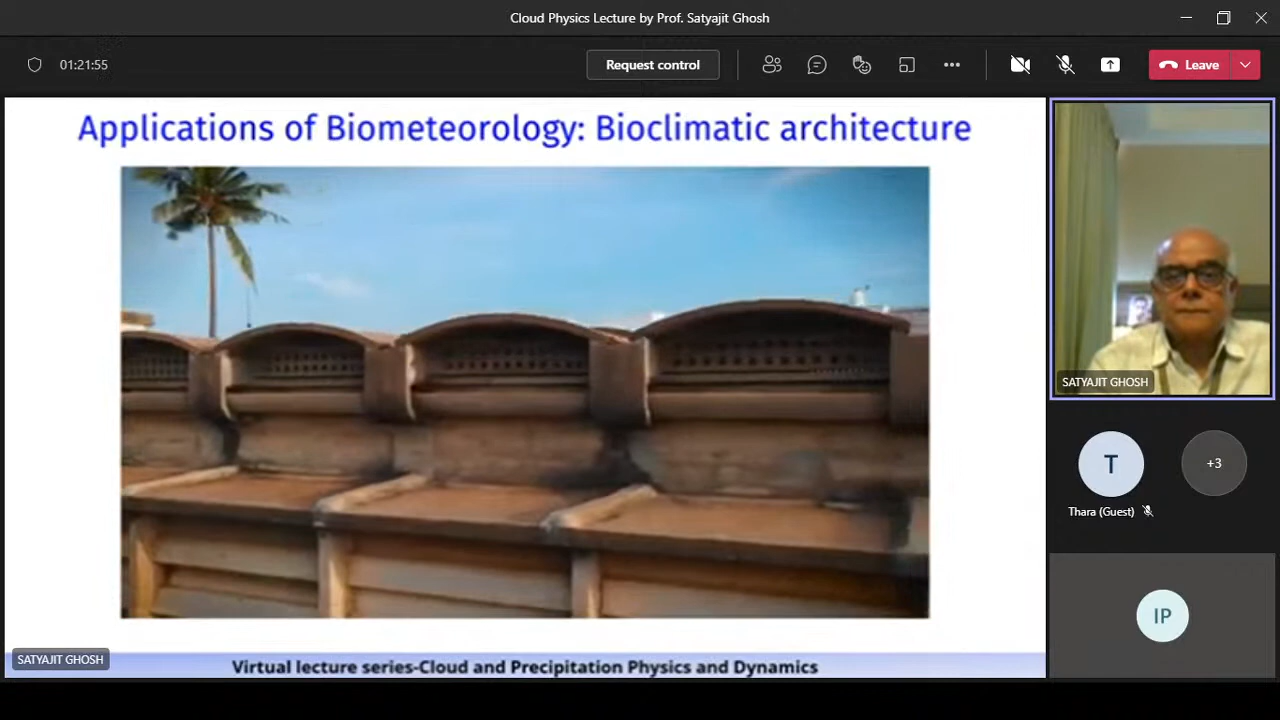 Cloud Physics Lecture by Prof. Satyajit Ghosh
01:21:55
Request control
Leave
Applications of Biometeorology: Bioclimatic architecture
SATYAJIT GHOSH
T
+3
Thara (Guest)
IP
SATYAJIT GHOSH
Virtual lecture series-Cloud and Precipitation Physics and Dynamics